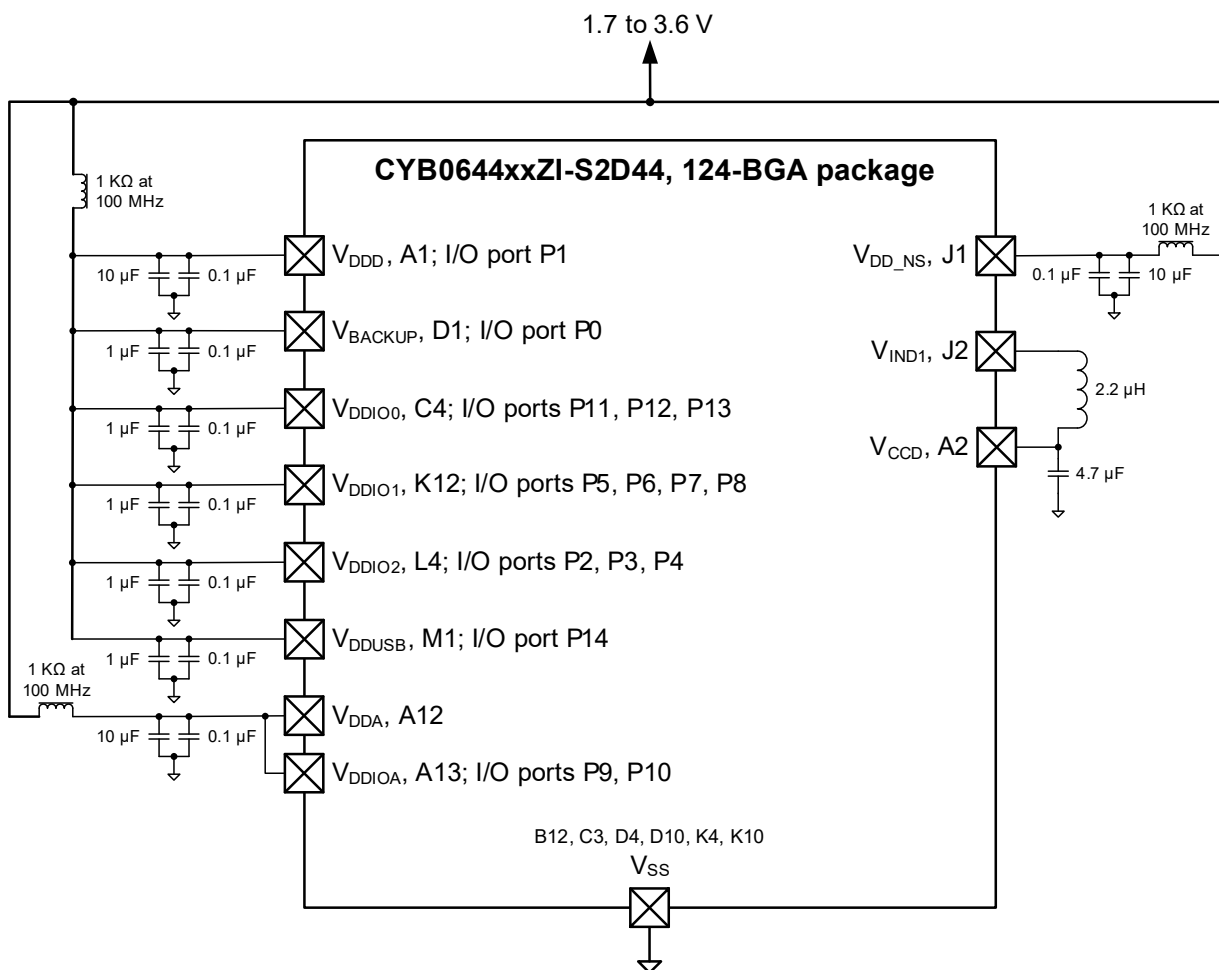 1.7 to 3.6 V
CYB0644xxZI-S2D44, 124-BGA package
1 KΩ at
100 MHz
10 µF
0.1 µF
VDDD, A1; I/O port P1
1 µF
0.1 µF
VBACKUP, D1; I/O port P0
1 µF
0.1 µF
VDDIO0, C4; I/O ports P11, P12, P13
1 µF
0.1 µF
VDDIO1, K12; I/O ports P5, P6, P7, P8
1 µF
0.1 µF
VDDIO2, L4; I/O ports P2, P3, P4
1 µF
0.1 µF
VDDUSB, M1; I/O port P14
1 KΩ at
100 MHz
10 µF
0.1 µF
VDDA, A12
VDDIOA, A13; I/O ports P9, P10
VDD_NS, J1
0.1 µF
10 µF
1 KΩ at
100 MHz
VIND1, J2
2.2 µH
VCCD, A2
4.7 µF
B12, C3, D4, D10, K4, K10
VSS